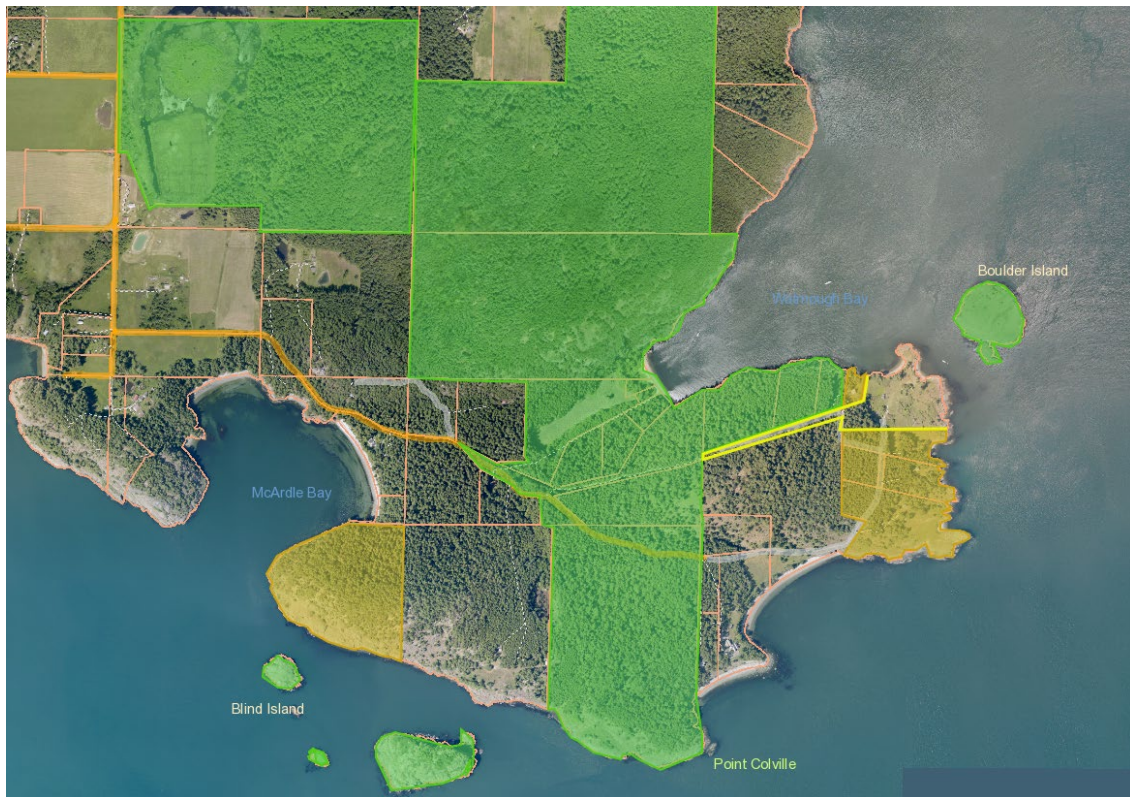 Boulder Island
Watmough Bay
McArdle Bay
Blind Island
Point Colville